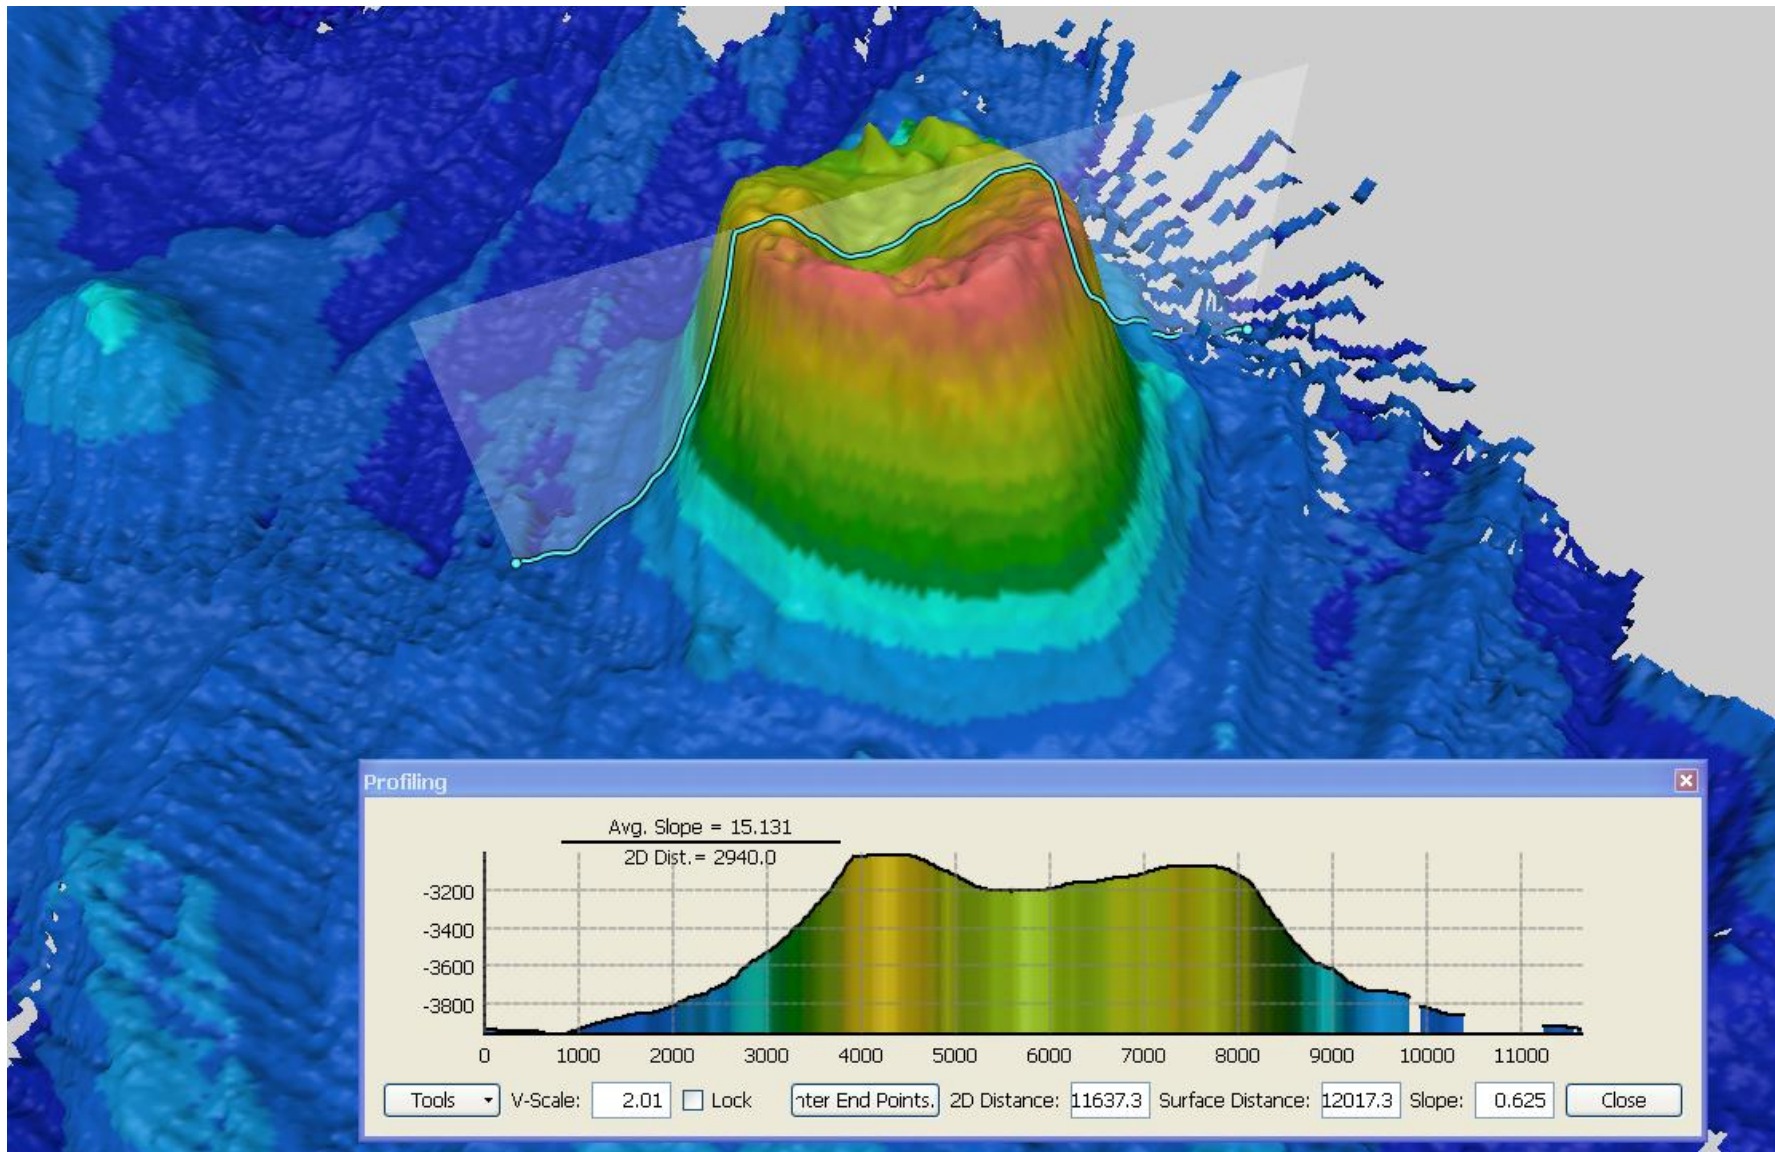 Profiling
Avg. Slope = 15.131
2D Dist.= 2940.0
-3200
-3400
-3600
-3800
0 1000 2000 3000 4000 5000 6000 7000 8000 9000 10000 11000
Tools V-Scale: 2.01 Lock nter End Points. 2D Distance: 11637.3 Surface Distance: 12017.3 Slope: 0.625 Close